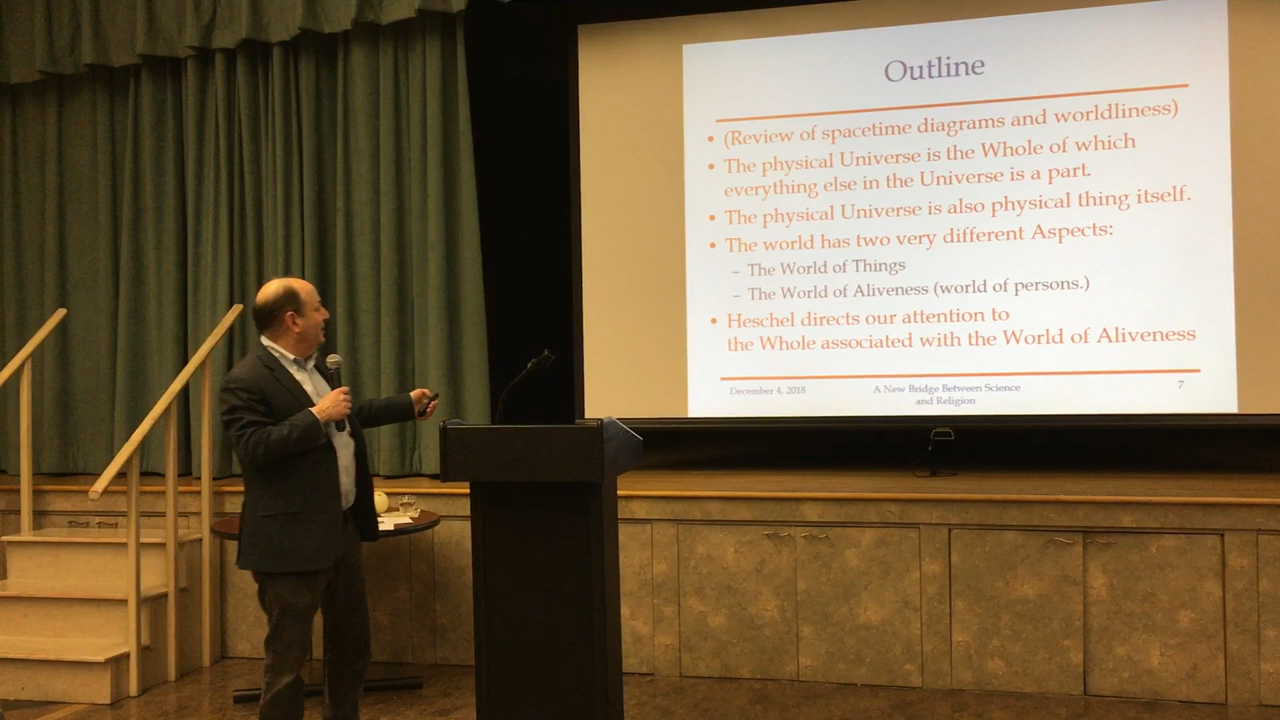 Outline
• (Review of spacetime diagrams and worldliness)
• The physical Universe is the Whole of which
everything else in the Universe is a part.
• The physical Universe is also physical thing itself.
• The world has two very different Aspects:
– The World of Things
– The World of Aliveness (world of persons.)
• Heschel directs our attention to
the Whole associated with the World of Aliveness
December 4, 2018
A New Bridge Between Science
and Religion
7